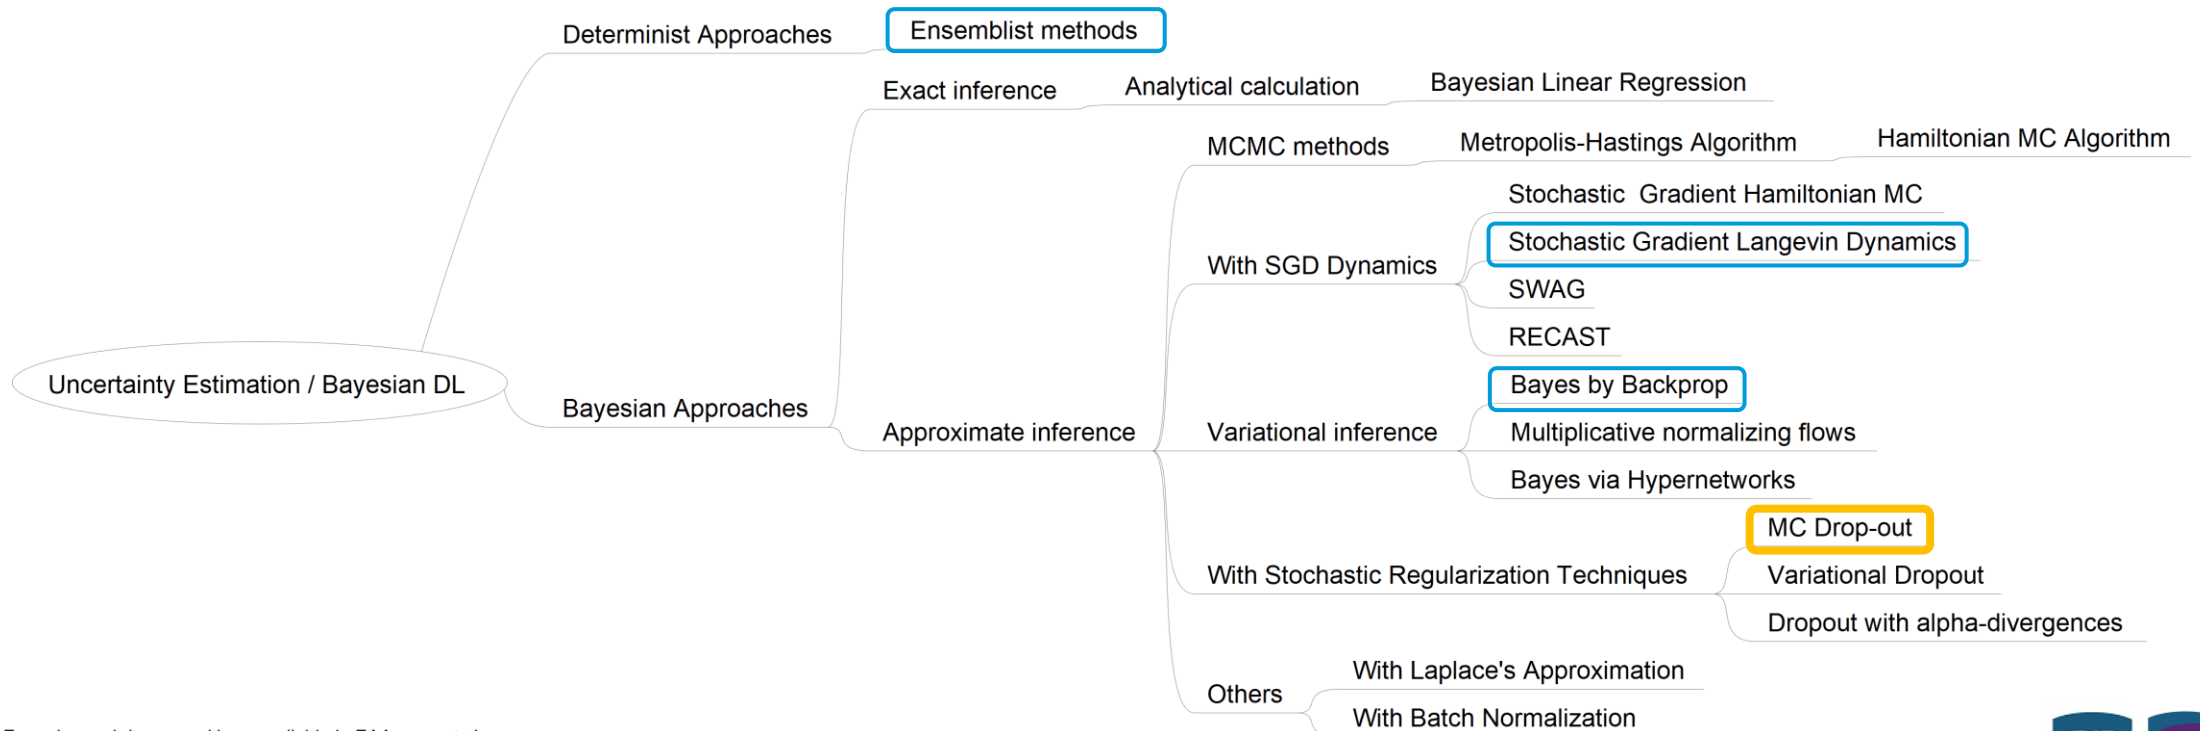 Determinist Approaches
Ensemblist methods
Exact inference
Analytical calculation
Bayesian Linear Regression
MCMC methods
Metropolis-Hastings Algorithm
Hamiltonian MC Algorithm
Stochastic Gradient Hamiltonian MC
Stochastic Gradient Langevin Dynamics
With SGD Dynamics
SWAG
RECAST
Uncertainty Estimation / Bayesian DL
Bayesian Approaches
Bayes by Backprop
Approximate inference
Variational inference
Multiplicative normalizing flows
Bayes via Hypernetworks
MC Drop-out
With Stochastic Regularization Techniques
Variational Dropout
Dropout with alpha-divergences
With Laplace's Approximation
Others
With Batch Normalization